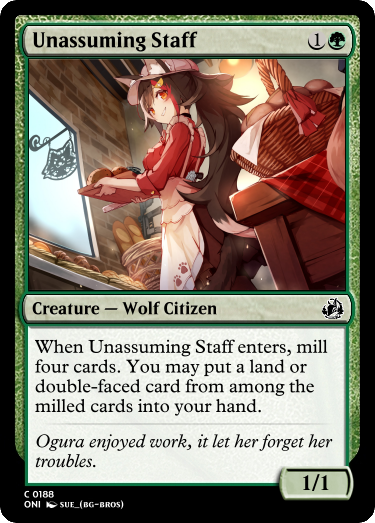 Unassuming Staff 1
Creature — Wolf Citizen
When Unassuming Staff enters, mill
four cards. You may put a land or
double-faced card from among the
milled cards into your hand.
Ogura enjoyed work, it let her forget her
troubles.
1/1
C 0188
ONI SUE_(BG-BROS)